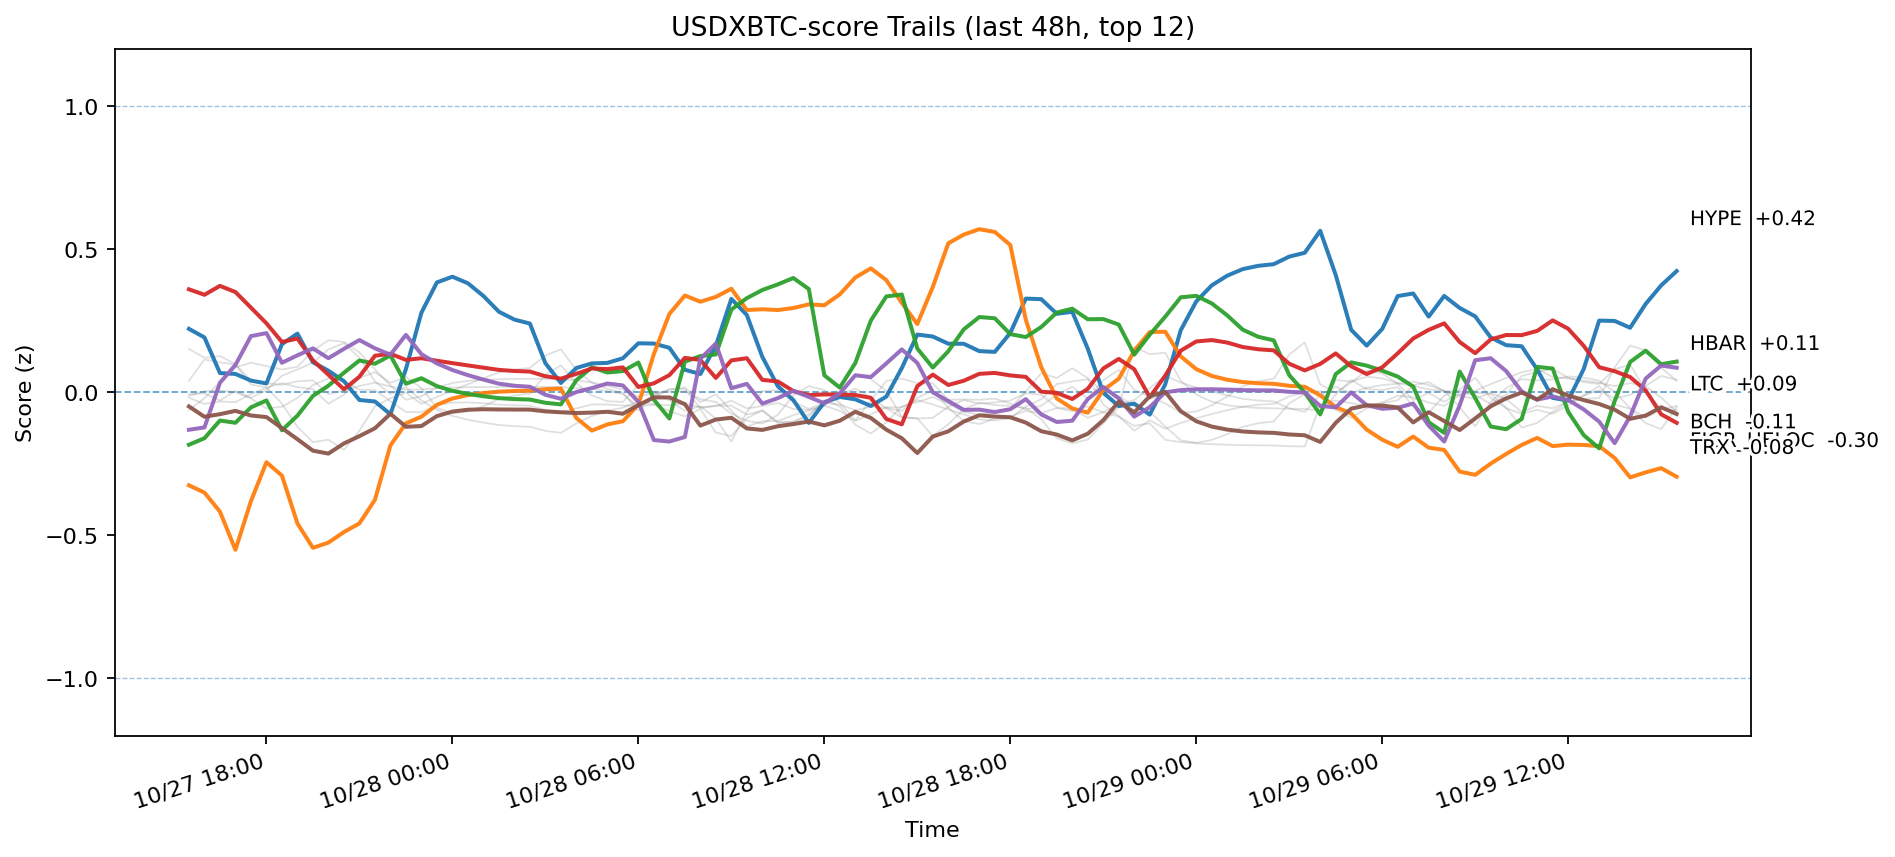 USDXBTC-score Trails (last 48h, top 12)
Score (z)
1.0
0.5
0.0
−0.5
−1.0
HYPE +0.42
HBAR +0.11
LTC +0.09
BCH -0.11
-0.30
TRX -0.08
10/27 18:00
10/28 00:00
10/28 06:00
10/28 12:00
10/28 18:00
10/29 00:00
10/29 06:00
10/29 12:00
Time